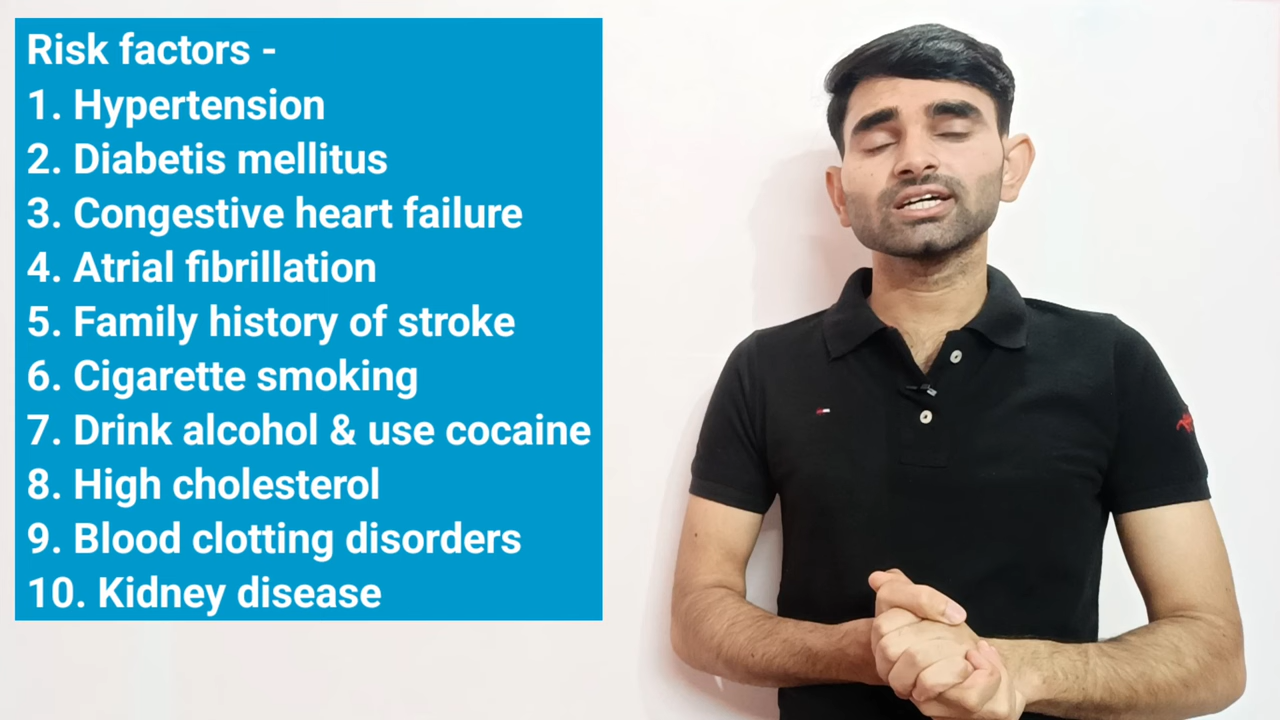 Risk factors -
1. Hypertension
2. Diabetis mellitus
3. Congestive heart failure
4. Atrial fibrillation
5. Family history of stroke
6. Cigarette smoking
7. Drink alcohol & use cocaine
8. High cholesterol
9. Blood clotting disorders
10. Kidney disease